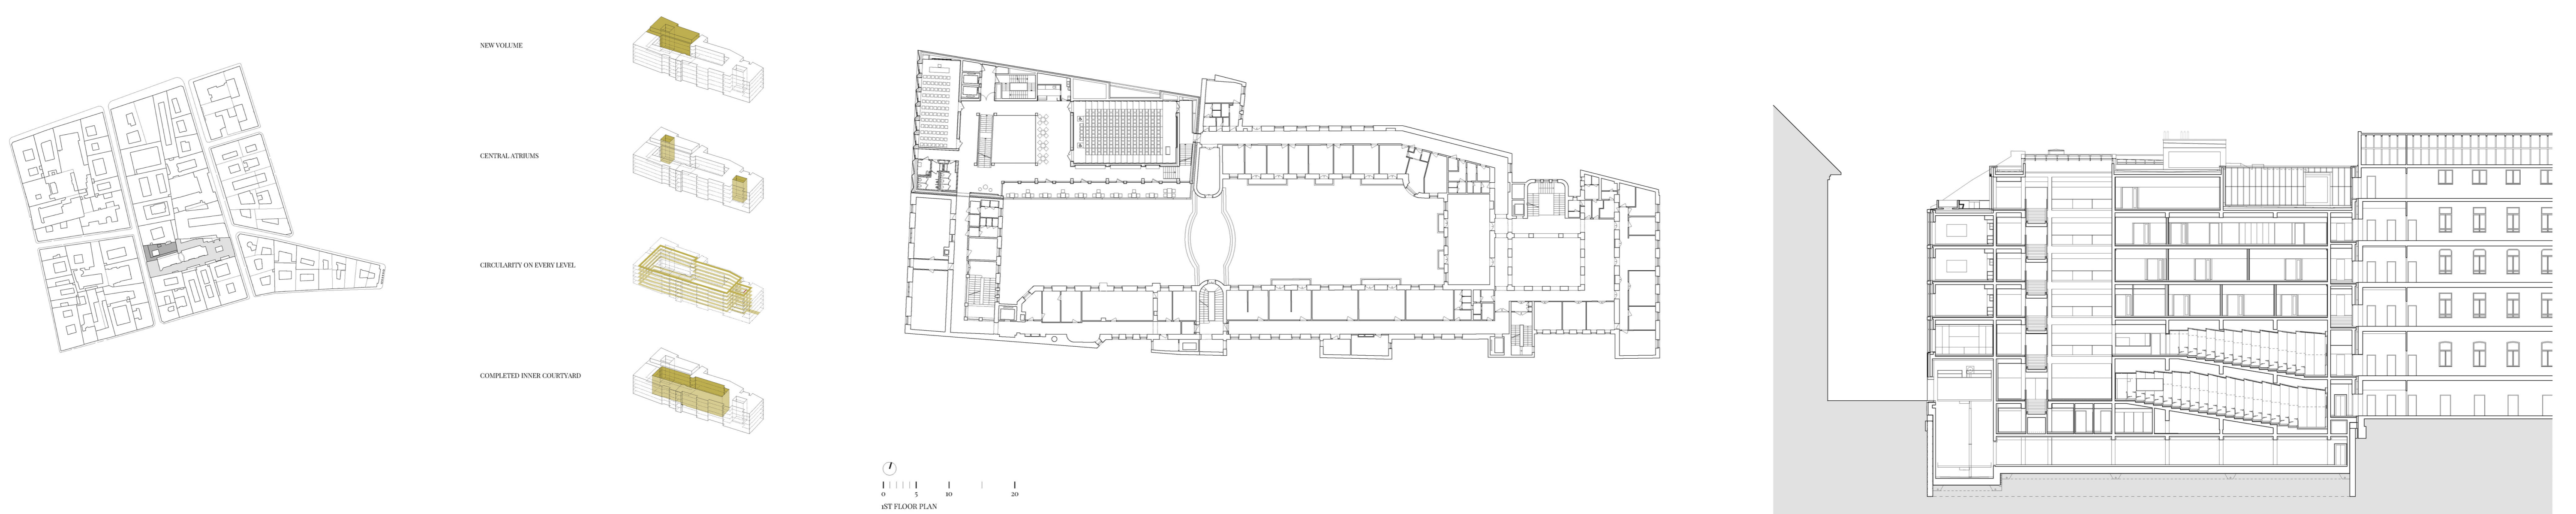 NEW VOLUME
CENTRAL ATRIUMS
CIRCULARITY ON EVERY LEVEL
COMPLETED INNER COURTYARD
0 5 10 20
1ST FLOOR PLAN